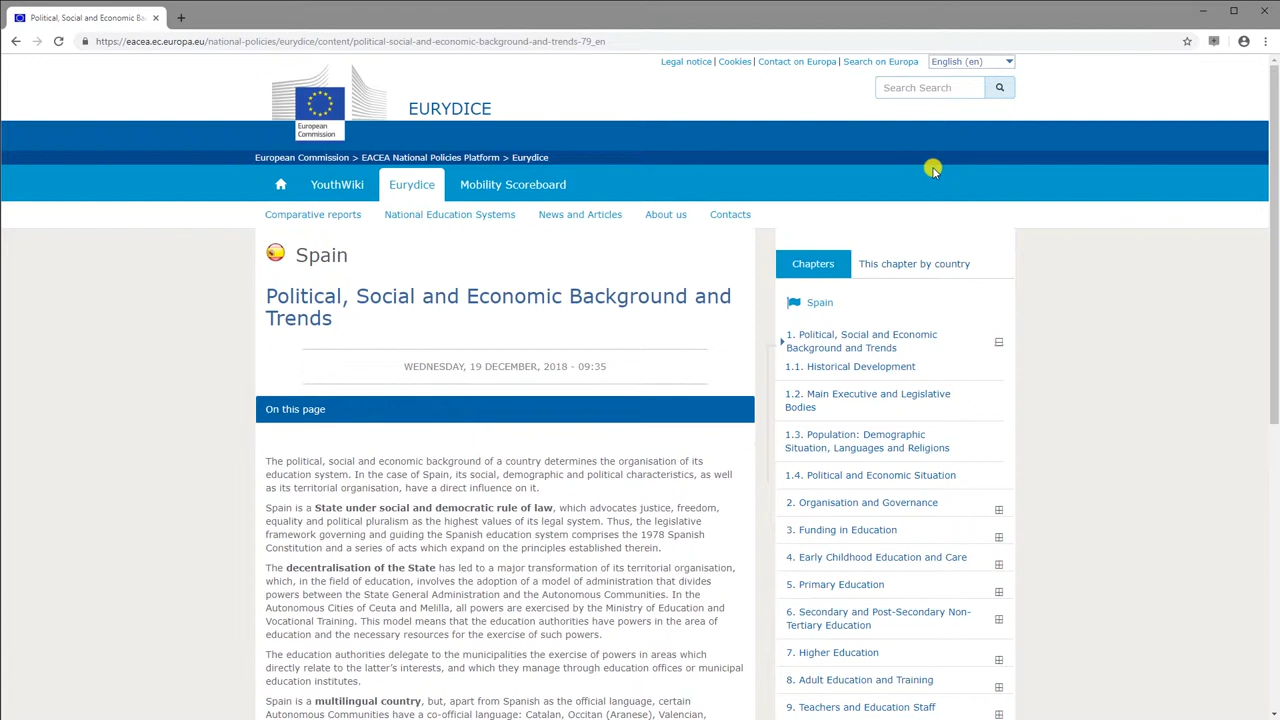 Political, Social and Economic Ba
https://eacea.ec.europa.eu/national-policies/eurydice/content/political-social-and-economic-background-and-trends-79_en
Legal notice | Cookies | Contact on Europa | Search on Europa English (en)
Search Search
European
Commission
EURYDICE
European Commission > EACEA National Policies Platform > Eurydice
YouthWiki Eurydice Mobility Scoreboard
Comparative reports National Education Systems News and Articles About us Contacts
Spain
Political, Social and Economic Background and
Trends
WEDNESDAY, 19 DECEMBER, 2018 - 09:35
On this page
The political, social and economic background of a country determines the organisation of its
education system. In the case of Spain, its social, demographic and political characteristics, as well
as its territorial organisation, have a direct influence on it.
Spain is a State under social and democratic rule of law, which advocates justice, freedom,
equality and political pluralism as the highest values of its legal system. Thus, the legislative
framework governing and guiding the Spanish education system comprises the 1978 Spanish
Constitution and a series of acts which expand on the principles established therein.
The decentralisation of the State has led to a major transformation of its territorial organisation,
which, in the field of education, involves the adoption of a model of administration that divides
powers between the State General Administration and the Autonomous Communities. In the
Autonomous Cities of Ceuta and Melilla, all powers are exercised by the Ministry of Education and
Vocational Training. This model means that the education authorities have powers in the area of
education and the necessary resources for the exercise of such powers.
The education authorities delegate to the municipalities the exercise of powers in areas which
directly relate to the latter's interests, and which they manage through education offices or municipal
education institutes.
Spain is a multilingual country, but, apart from Spanish as the official language, certain
Autonomous Communities have a co-official language: Catalan, Occitan (Aranese), Valencian,
Chapters This chapter by country
Spain
1. Political, Social and Economic
Background and Trends
1.1. Historical Development
1.2. Main Executive and Legislative
Bodies
1.3. Population: Demographic
Situation, Languages and Religions
1.4. Political and Economic Situation
2. Organisation and Governance
3. Funding in Education
4. Early Childhood Education and Care
5. Primary Education
6. Secondary and Post-Secondary Non-
Tertiary Education
7. Higher Education
8. Adult Education and Training
9. Teachers and Education Staff